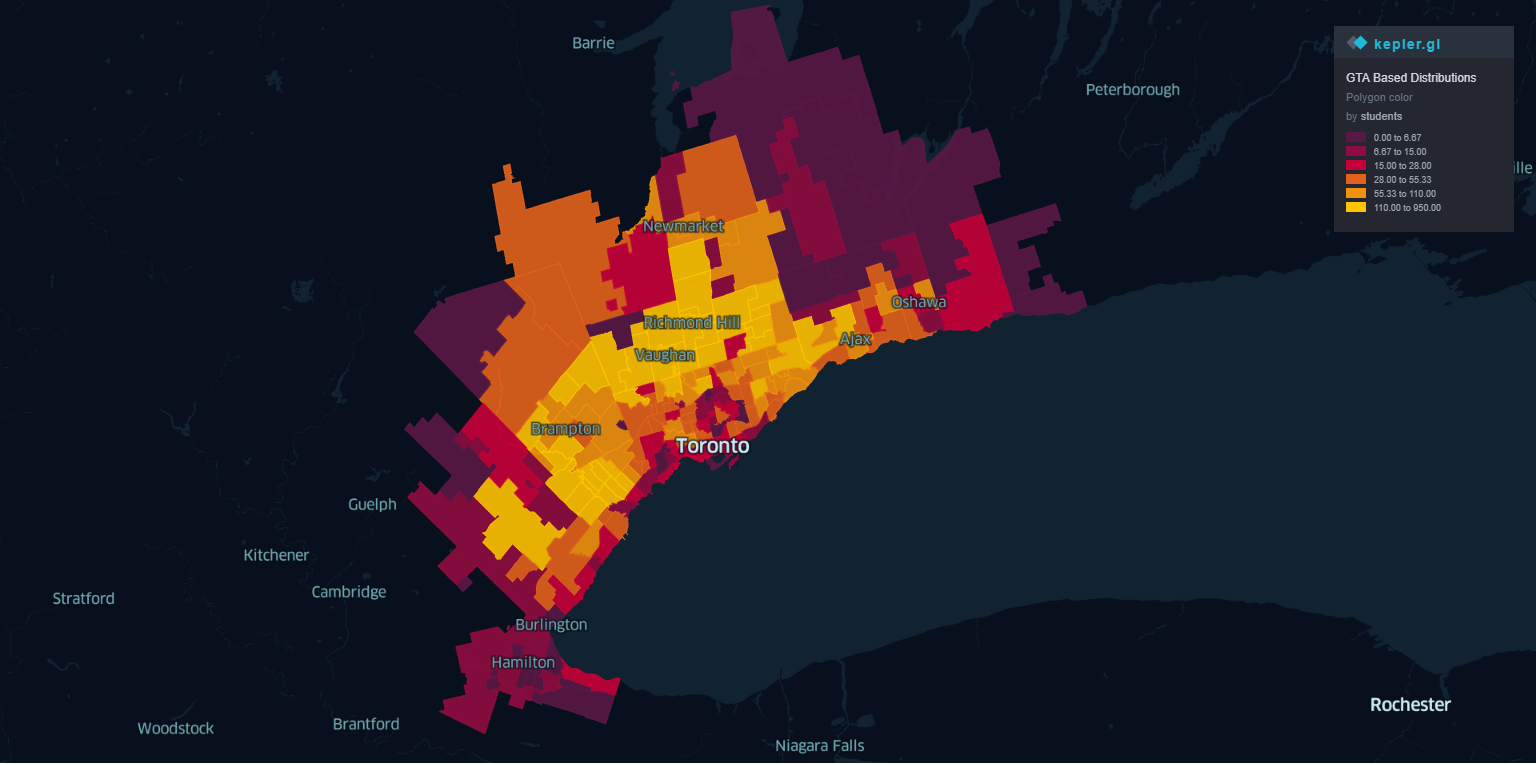 Barrie
kepler.gl
GTA Based Distributions
Polygon color
by students
0.00 to 6.67
6.67 to 15.00
15.00 to 28.00
28.00 to 55.33
55.33 to 110.00
110.00 to 950.00
Peterborough
ille
Newmarket
Oshawa
Richmond Hill
Ajax
Vaughan
Brampton
Toronto
Guelph
Kitchener
Cambridge
Stratford
Burlington
Hamilton
Rochester
Woodstock
Brantford
Niagara Falls